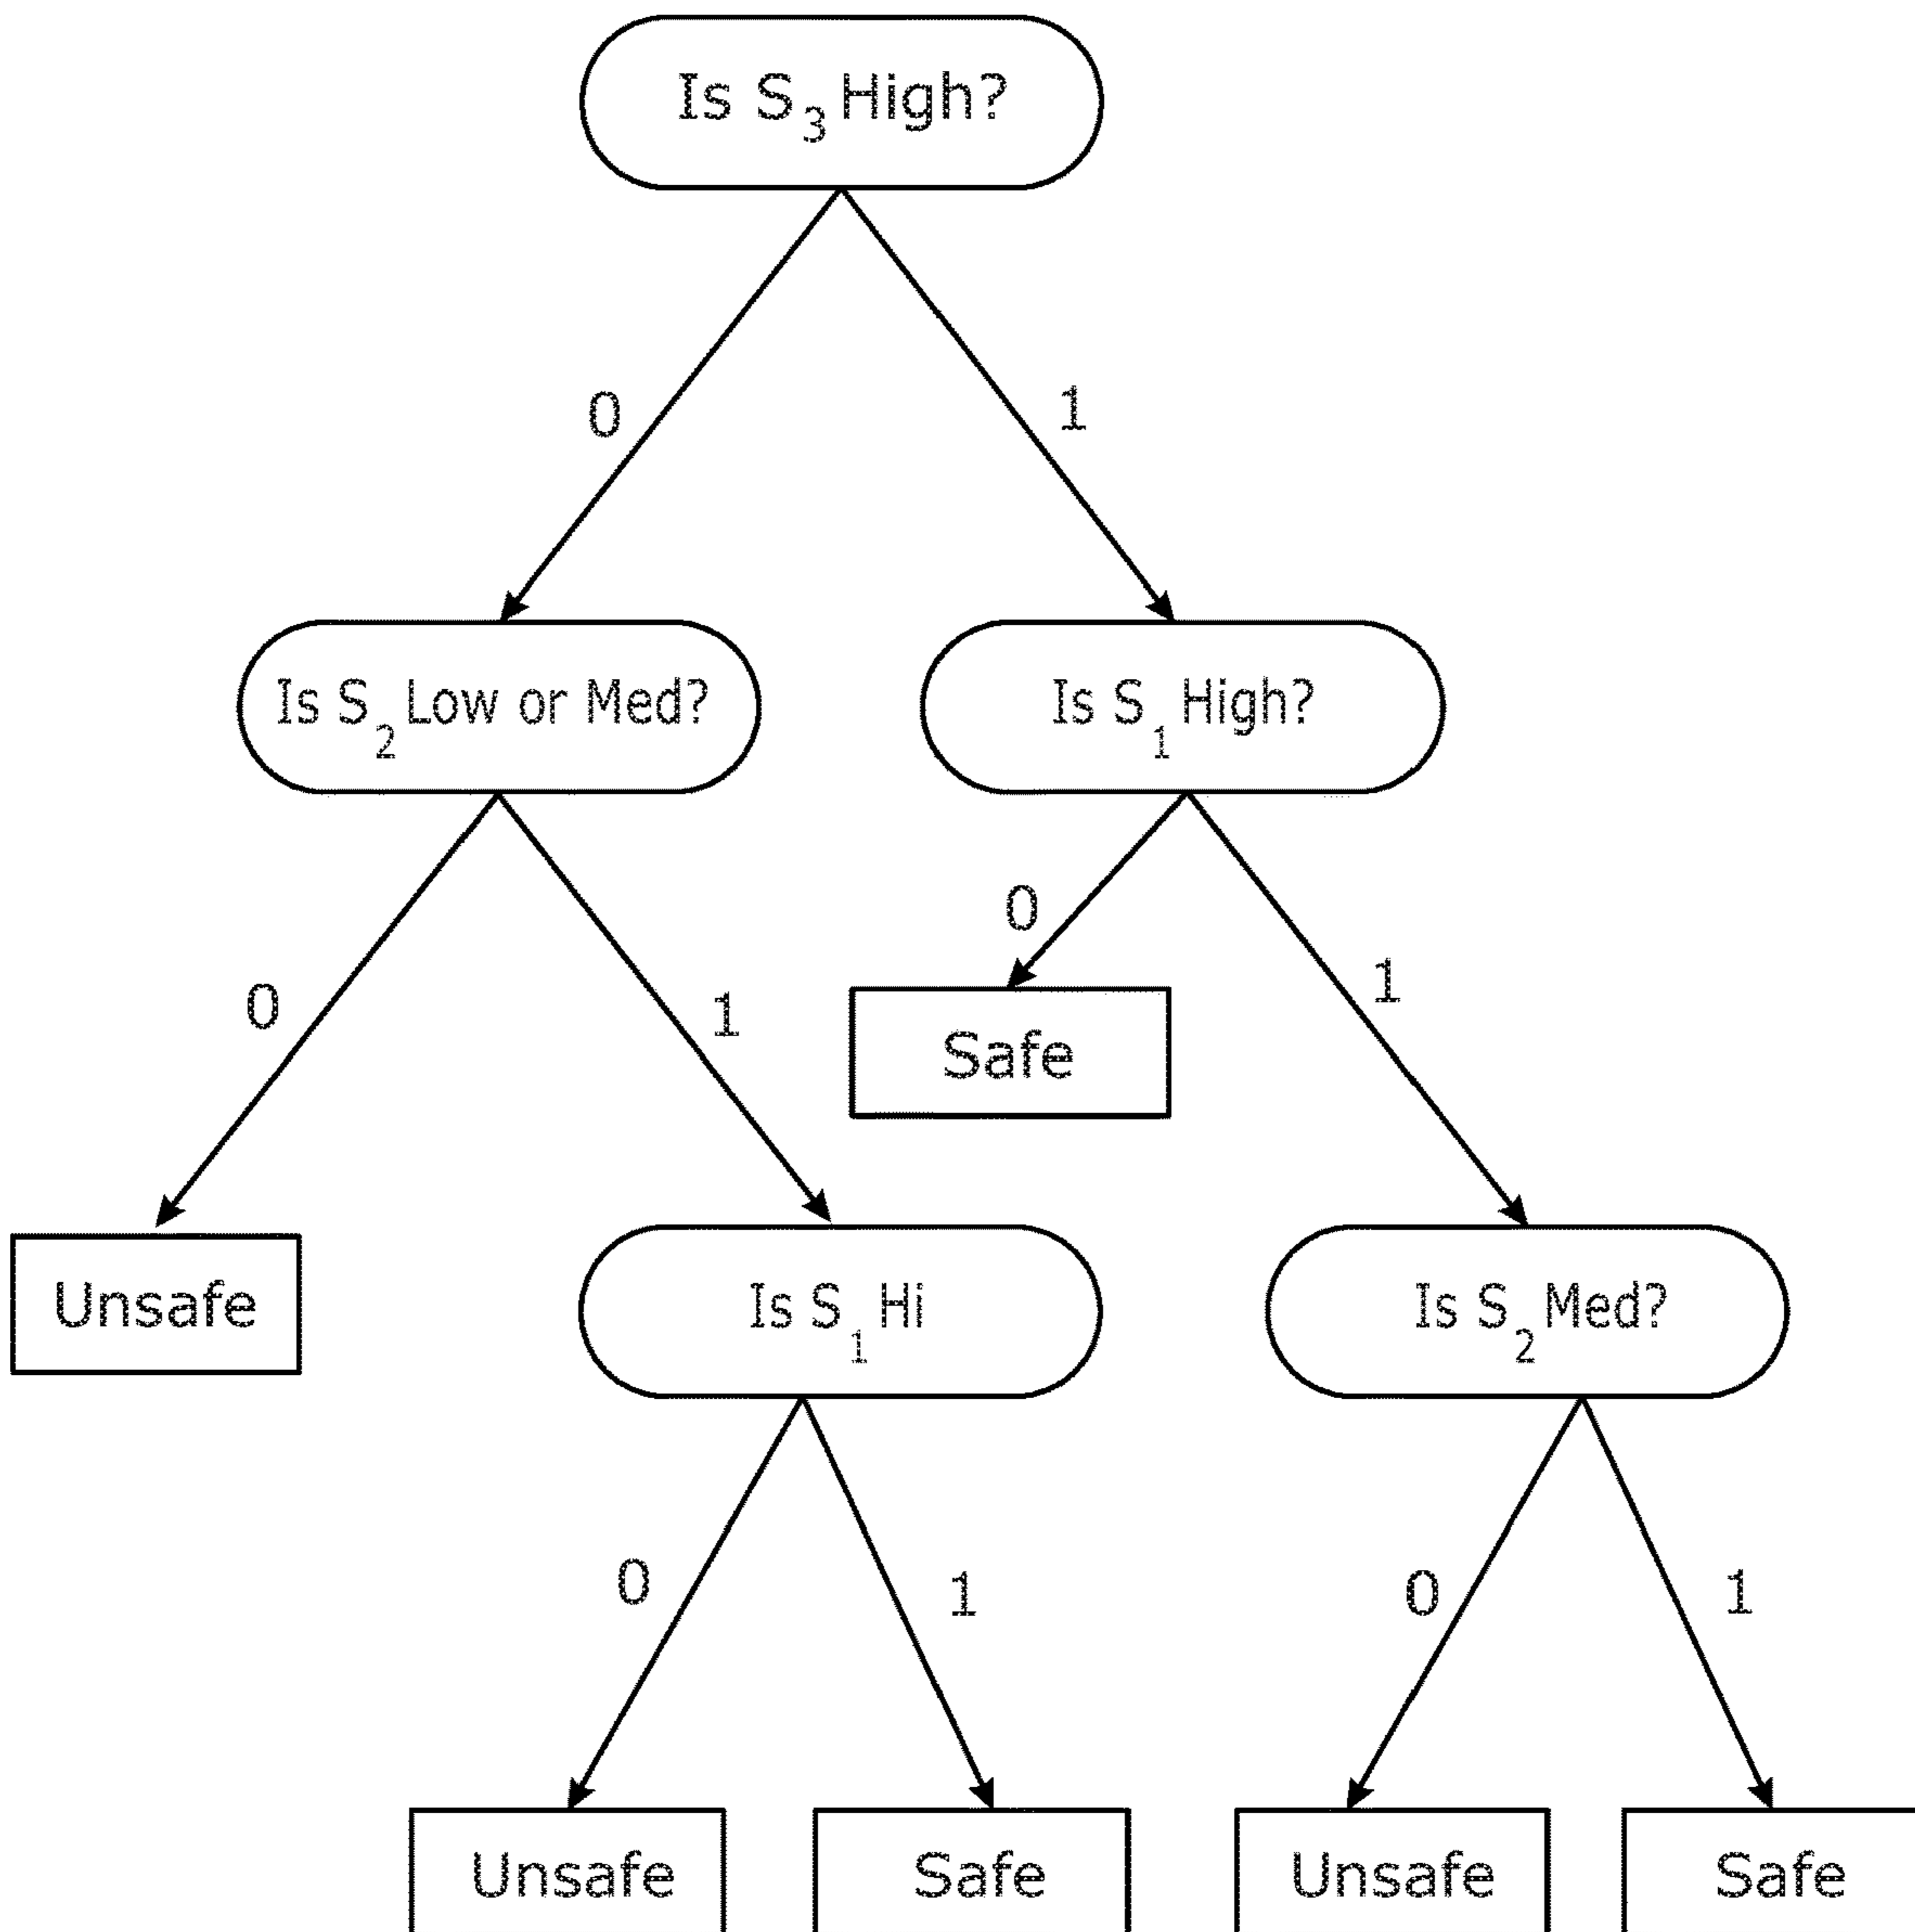 Is S3 High?
0
1
Is S2 Low or Med?
Is S1 High?
0
1
0
1
Safe
Unsafe
Is S1 Hi
Is S2 Med?
0
1
0
1
Unsafe
Safe
Unsafe
Safe